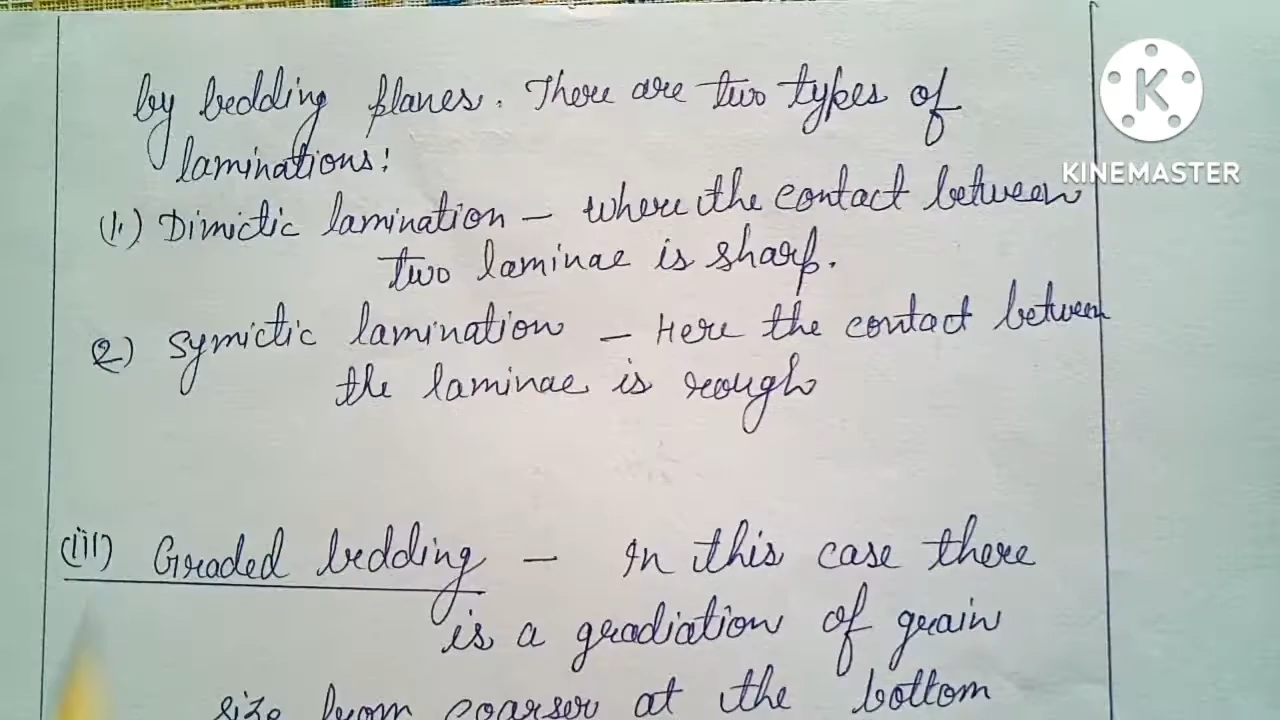 by bedding planes. There are two types of
laminations:
(1.) Dimictic lamination – where the contact between
two laminae is sharp.
2) Symictic lamination – Here the contact between
the laminae is rough
(iii) Graded bedding – In this case there
is a gradiation of grain
size from coarser at the bottom
K
KINEMASTER